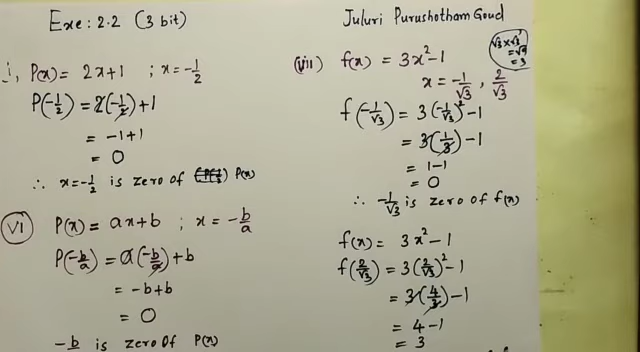 Exe: 2.2 (3 bit)
i, P(x) = 2x+1 ; x = -1/2
P(-1/2) = 2(-1/2) + 1
= -1+1
= 0
∴ x = -1/2 is zero of P(x)
vi P(x) = ax+b ; x = -b/a
P(-b/a) = a(-b/a) + b
= -b+b
= 0
-b is zero of P(x)
Juluri Purushotham Goud
(vii) f(x) = 3x²-1
√3×√3
=√9
=3
x = -1/√3 , 2/√3
f(-1/√3) = 3(-1/√3)² - 1
= 3(1/3) - 1
= 1-1
= 0
∴ -1/√3 is zero of f(x)
f(x) = 3x²-1
f(2/√3) = 3(2/√3)² - 1
= 3(4/3) - 1
= 4-1
= 3